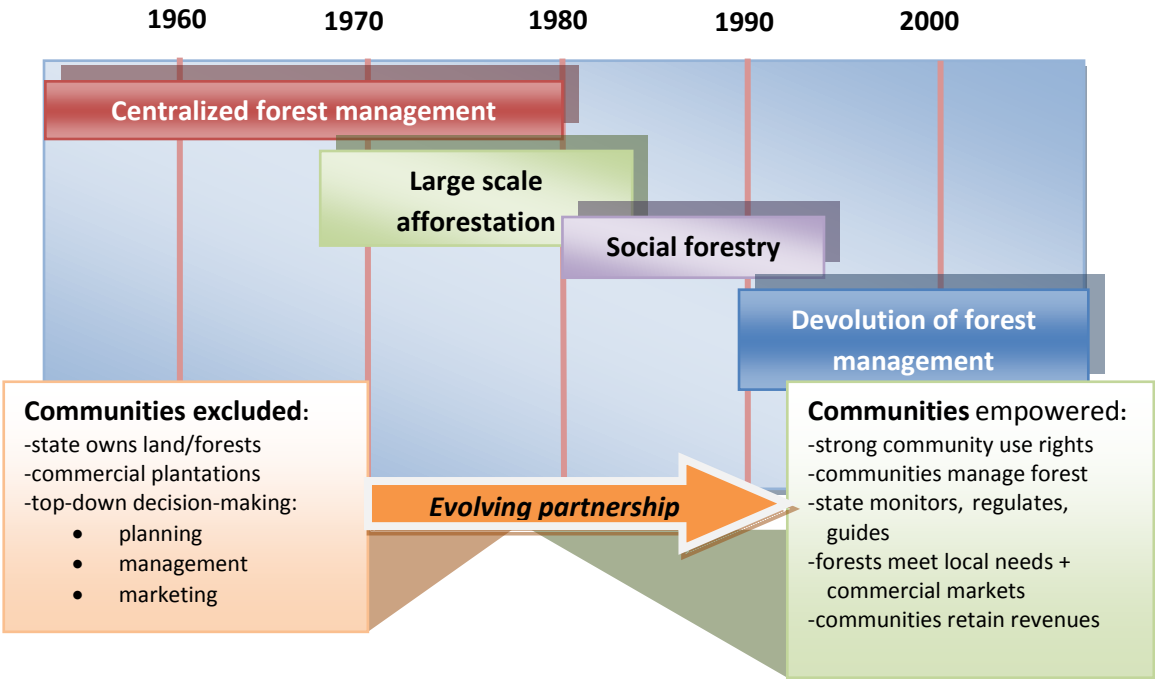 1960 1970 1980 1990 2000
Centralized forest management
Large scale
afforestation
Social forestry
Devolution of forest
management
Communities excluded:
-state owns land/forests
-commercial plantations
-top-down decision-making:
• planning
• management
• marketing
Evolving partnership
Communities empowered:
-strong community use rights
-communities manage forest
-state monitors, regulates,
guides
-forests meet local needs +
commercial markets
-communities retain revenues